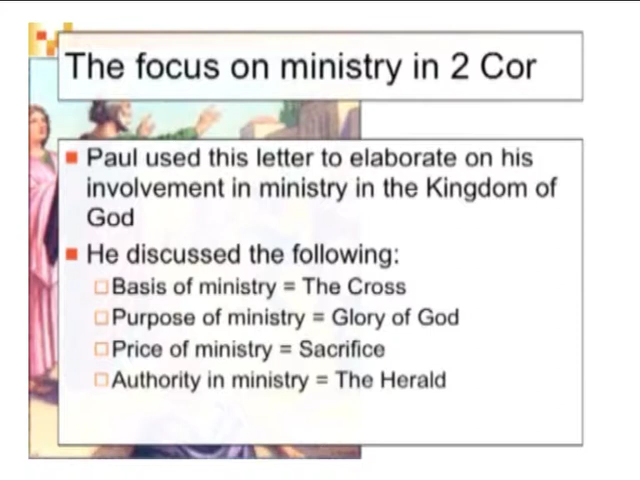 The focus on ministry in 2 Cor
Paul used this letter to elaborate on his
involvement in ministry in the Kingdom of
God
He discussed the following:
Basis of ministry = The Cross
Purpose of ministry = Glory of God
Price of ministry = Sacrifice
Authority in ministry = The Herald